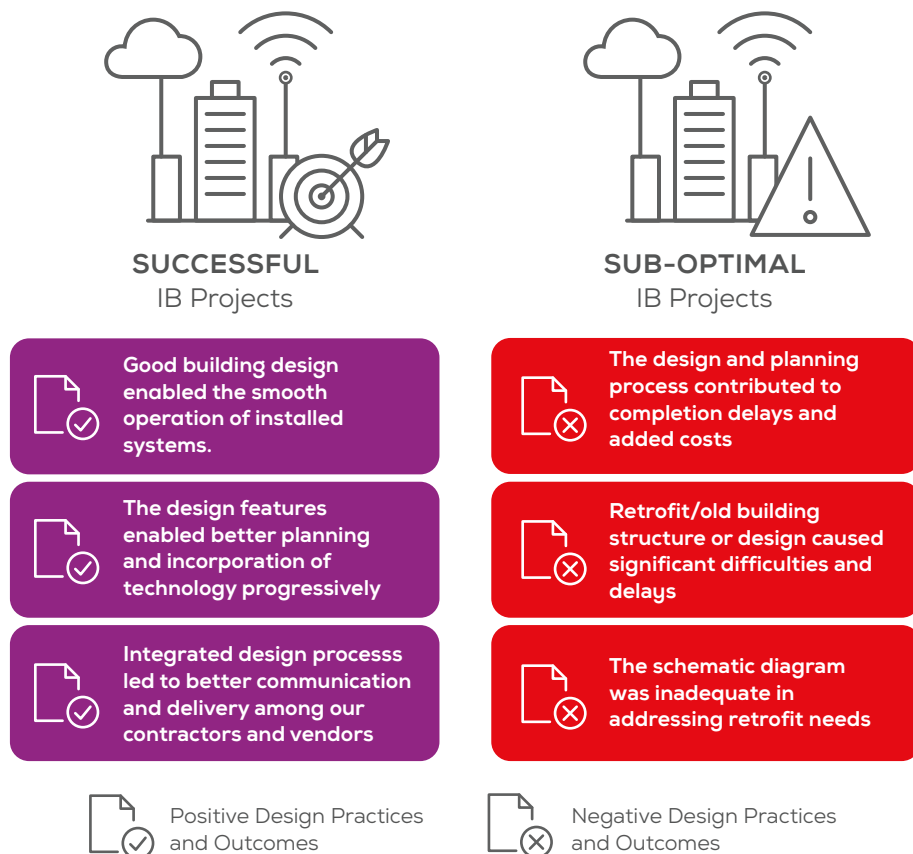 SUCCESSFUL
IB Projects
Good building design
enabled the smooth
operation of installed
systems.
The design features
enabled better planning
and incorporation of
technology progressively
Integrated design processs
led to better communication
and delivery among our
contractors and vendors
SUB-OPTIMAL
IB Projects
The design and planning
process contributed to
completion delays and
added costs
Retrofit/old building
structure or design caused
significant difficulties and
delays
The schematic diagram
was inadequate in
addressing retrofit needs
Positive Design Practices
and Outcomes
Negative Design Practices
and Outcomes